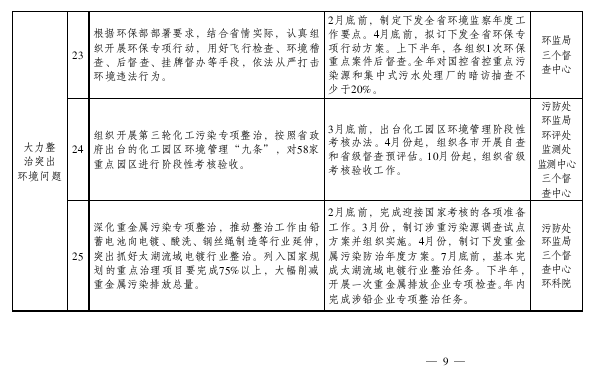 大力整
治突出
环境问题
23
根据环保部部署要求，结合省情实际，认真组
织开展环保专项行动，用好飞行检查、环境稽
查、后督查、挂牌督办等手段，依法从严打击
环境违法行为。
2月底前，制定下发全省环境监察年度工
作要点。4月底前，拟订下发全省环保专
项行动方案。上下半年，各组织1次环保
重点案件后督查。全年对国控省控重点污
染源和集中式污水处理厂的暗访抽查不
少于20%。
环监局
三个督
查中心
24
组织开展第三轮化工污染专项整治，按照省政
府出台的化工园区环境管理“九条”，对58家
重点园区进行阶段性考核验收。
3月底前，出台化工园区环境管理阶段性
考核办法。4月份起，组织各市开展自查
和省级督查预评估。10月份起，组织省级
考核验收工作。
污防处
环监局
环评处
监测处
监测中心
三个督
查中心
25
深化重金属污染专项整治，推动整治工作由铅
蓄电池向电镀、酸洗、钢丝绳制造等行业延伸，
突出抓好太湖流域电镀行业整治。列入国家规
划的重点治理项目要完成75%以上，大幅削减
重金属污染排放总量。
2月底前，完成迎接国家考核的各项准备
工作。3月份，制订涉重污染源调查试点
方案并组织实施。4月份，制订下发重金
属污染防治年度方案。7月底前，基本完
成太湖流域电镀行业整治任务。下半年，
开展一次重金属排放企业专项检查。年内
完成涉铅企业专项整治任务。
污防处
环监局
三个督
查中心
环科院
— 9 —